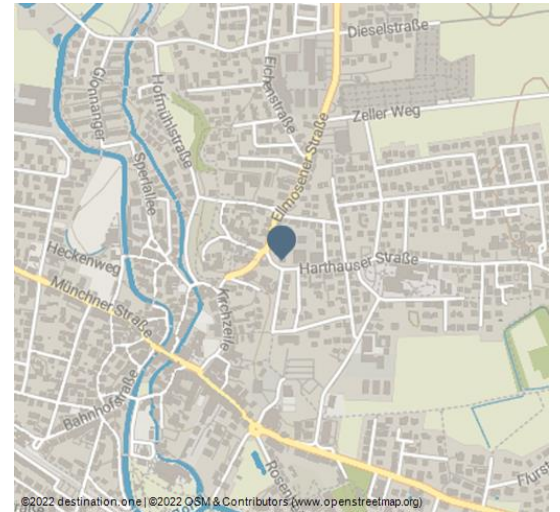 Dieselstraße
Glonnanger
Hofmühlstraße
Eichenstraße
Zeller Weg
Sperlallee
Ellmosener Straße
Heckenweg
Harthauser Straße
Münchner Straße
Kirchzeile
Bahnhofstraße
Rosen
©2022 destination.one | ©2022 OSM & Contributors (www.openstreetmap.org)